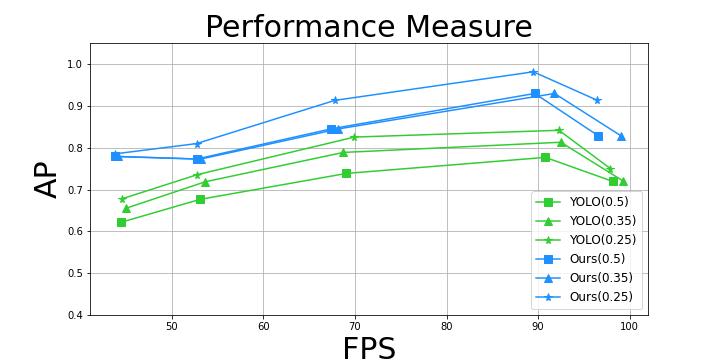 Performance Measure
1.0
0.9
0.8
0.7
0.6
0.5
0.4
AP
YOLO(0.5)
YOLO(0.35)
YOLO(0.25)
Ours(0.5)
Ours(0.35)
Ours(0.25)
50 60 70 80 90 100
FPS